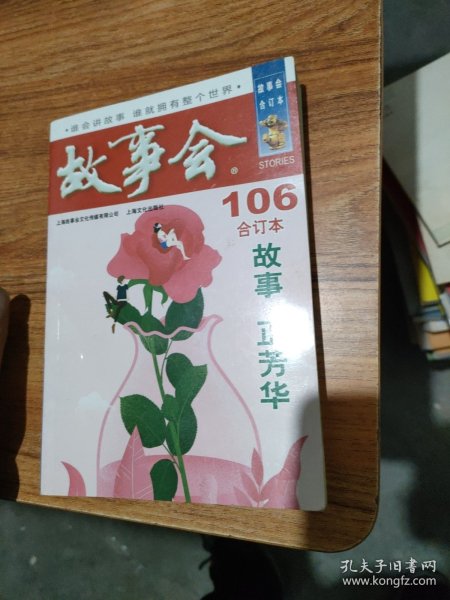 ·谁会讲故事 谁就拥有整个世界·
故事会
合订本
STORIES
故事会®
上海故事会文化传媒有限公司 上海文化出版社
106
合订本
故事 正芳华
孔夫子旧书网
www.kongfz.com